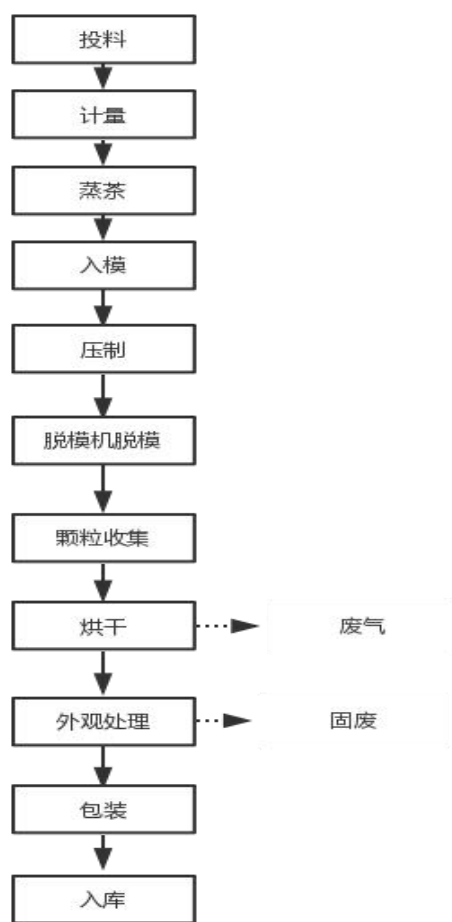 投料
计量
蒸茶
入模
压制
脱模机脱模
颗粒收集
烘干
废气
外观处理
固废
包装
入库